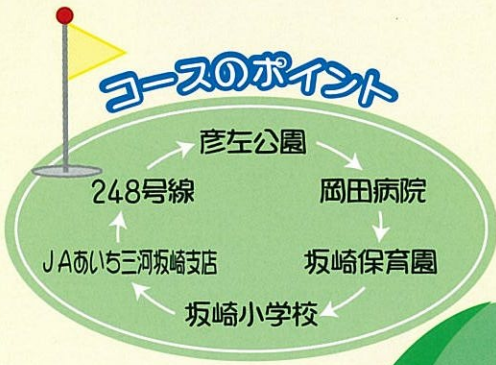 コースのポイント
彦左公園
岡田病院
坂崎保育園
坂崎小学校
JAあいち三河坂崎支店
248号線